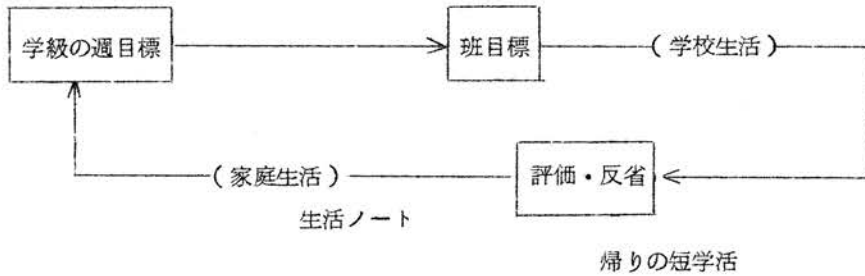 学級の週目標
班目標
(学校生活)
(家庭生活)
評価・反省
生活ノート
帰りの短学活